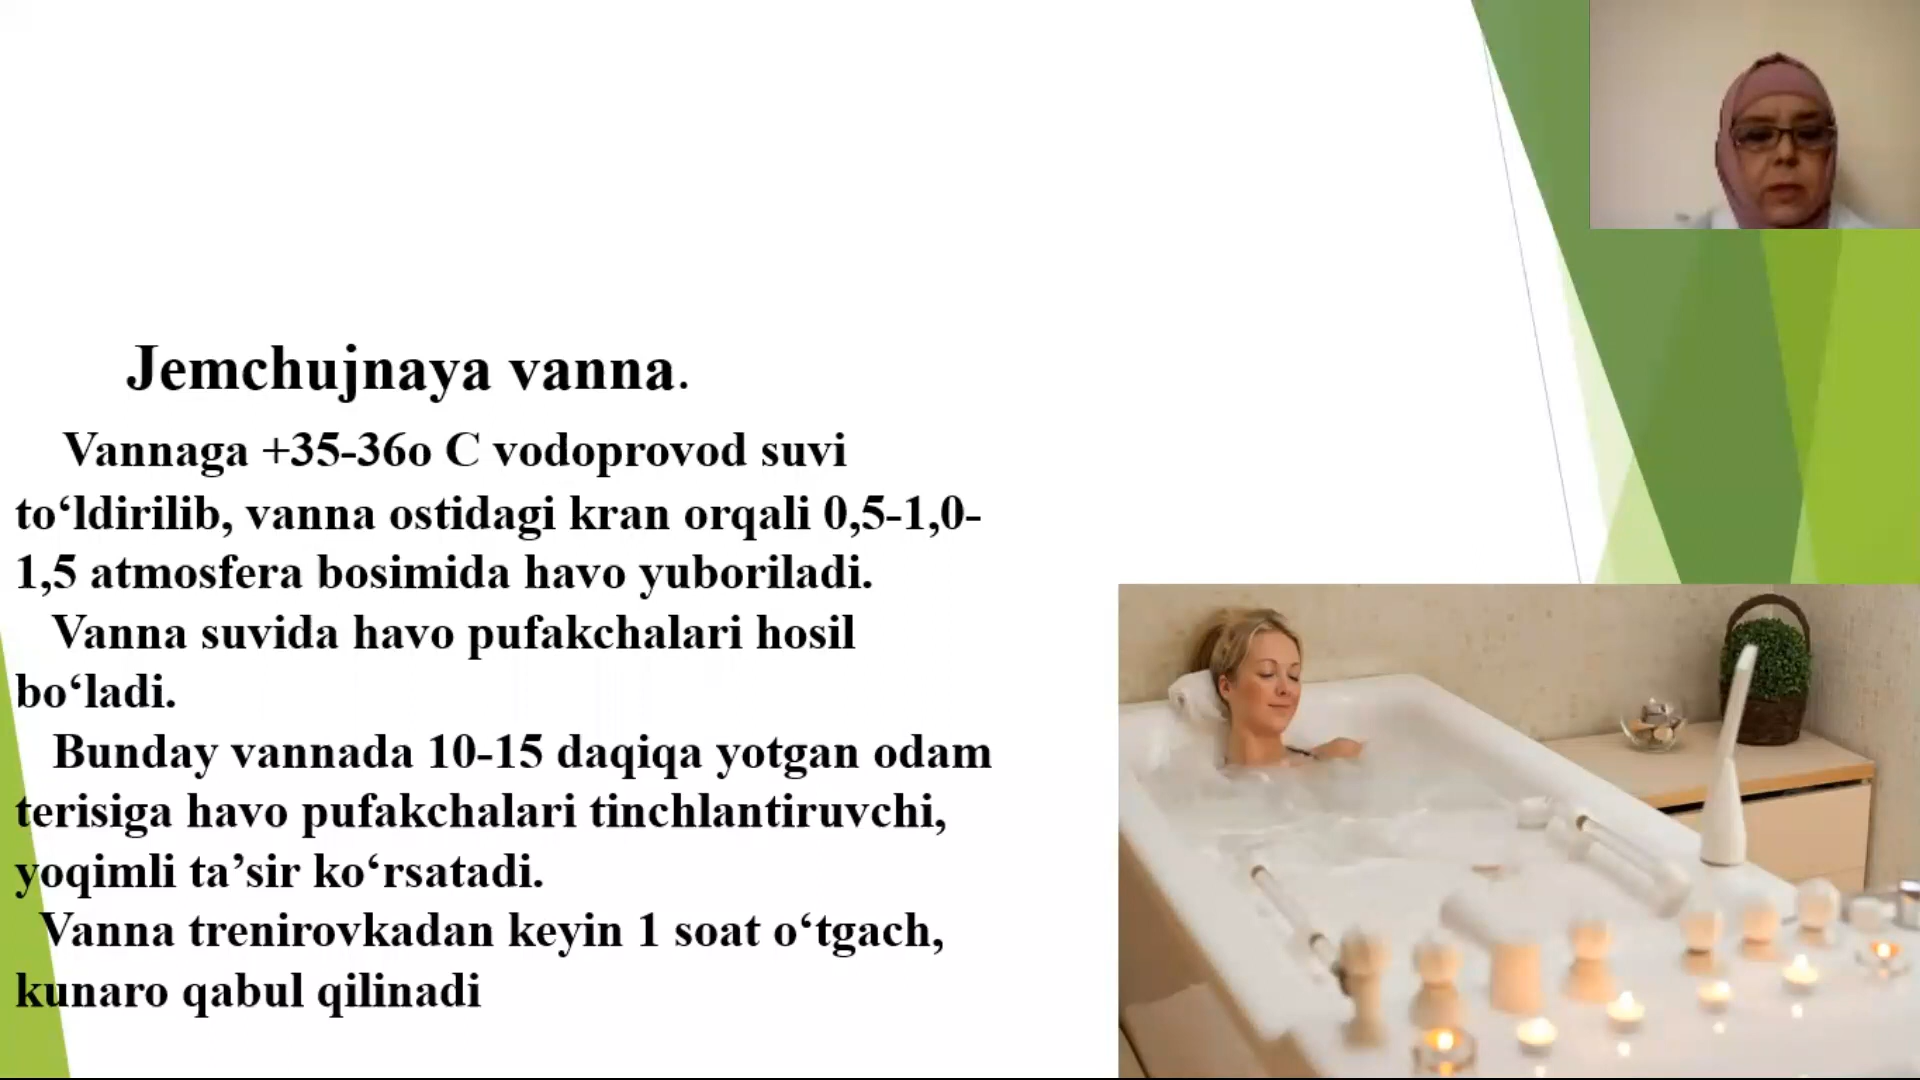 Jemchujnaya vanna.
Vannaga +35-36o C vodoprovod suvi
to‘ldirilib, vanna ostidagi kran orqali 0,5-1,0-
1,5 atmosfera bosimida havo yuboriladi.
Vanna suvida havo pufakchalari hosil
bo‘ladi.
Bunday vannada 10-15 daqiqa yotgan odam
terisiga havo pufakchalari tinchlantiruvchi,
yoqimli ta’sir ko‘rsatadi.
Vanna trenirovkadan keyin 1 soat o‘tgach,
kunaro qabul qilinadi